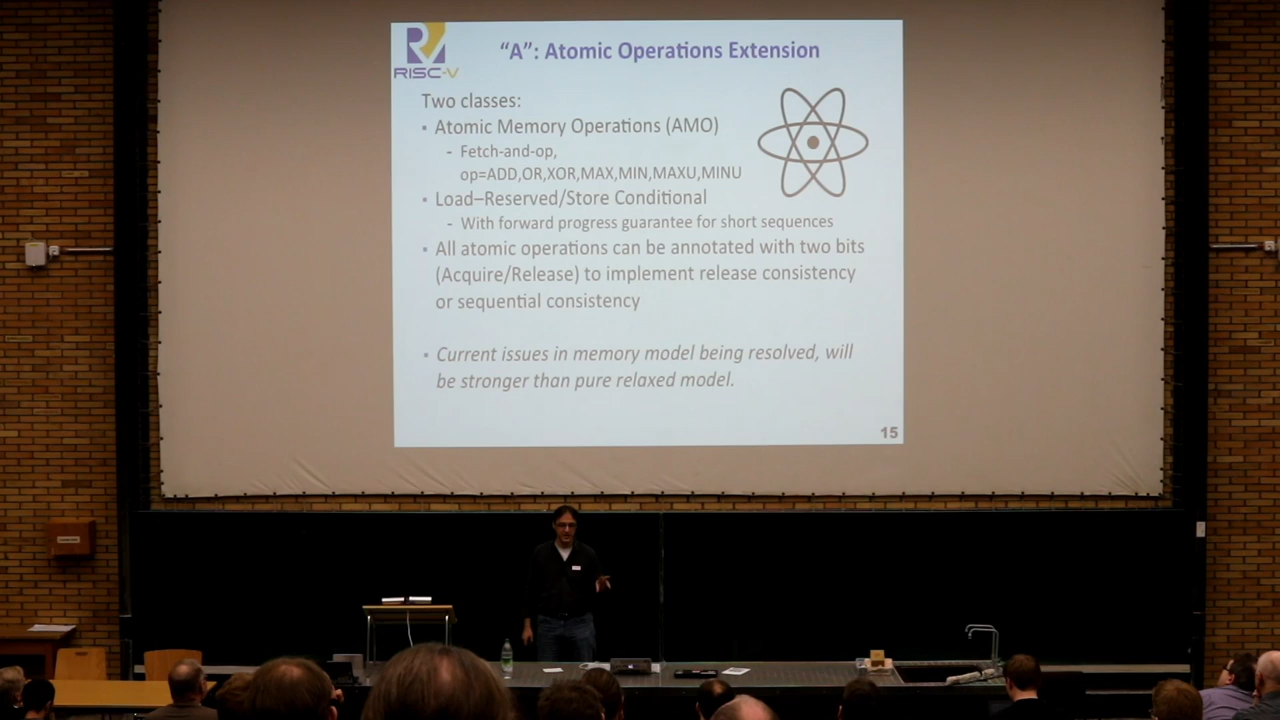 RISC-V
“A”: Atomic Operations Extension
Two classes:
▪ Atomic Memory Operations (AMO)
- Fetch-and-op,
op=ADD,OR,XOR,MAX,MIN,MAXU,MINU
▪ Load–Reserved/Store Conditional
- With forward progress guarantee for short sequences
▪ All atomic operations can be annotated with two bits
(Acquire/Release) to implement release consistency
or sequential consistency
▪ Current issues in memory model being resolved, will
be stronger than pure relaxed model.
15